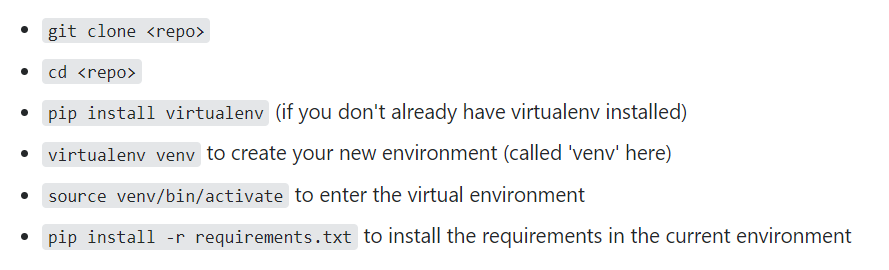 git clone <repo>
cd <repo>
pip install virtualenv (if you don't already have virtualenv installed)
virtualenv venv to create your new environment (called 'venv' here)
source venv/bin/activate to enter the virtual environment
pip install -r requirements.txt to install the requirements in the current environment